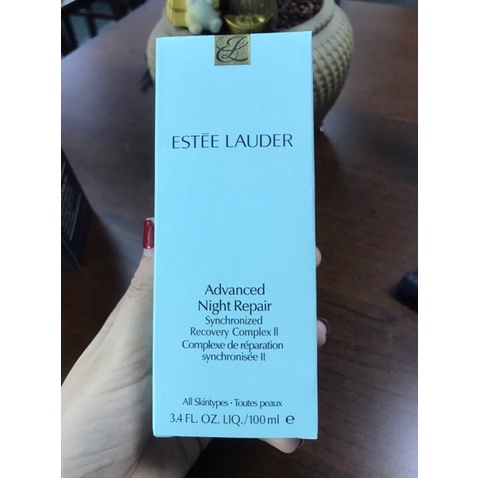 ESTĒE LAUDER
Advanced
Night Repair
Synchronized
Recovery Complex II
Complexe de réparation
synchronisée II
All Skintypes • Toutes peaux
3.4 FL. OZ. LIQ./100 ml ℮